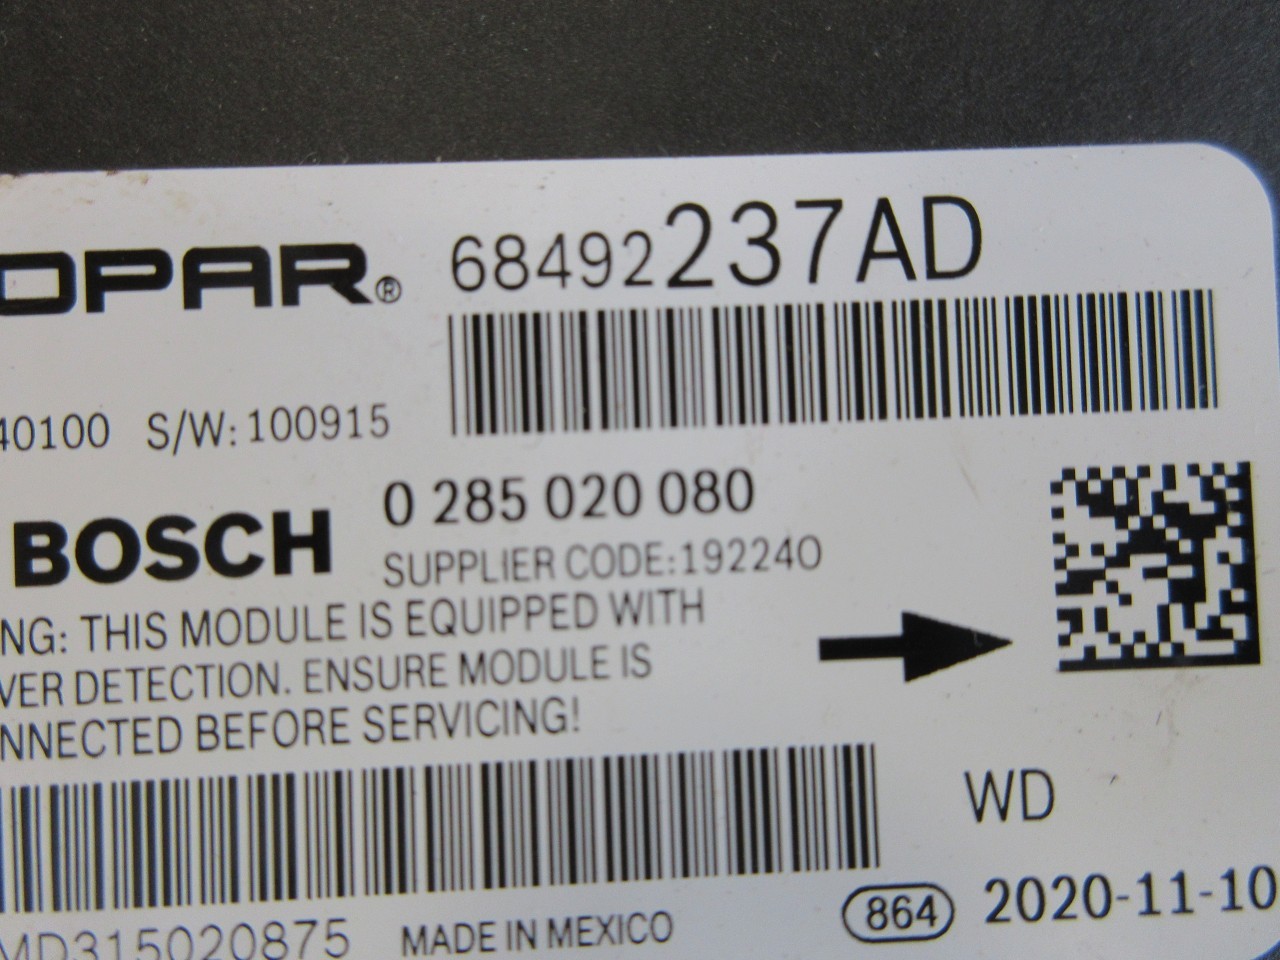 OPAR® 68492237AD
40100 S/W: 100915
BOSCH 0 285 020 080
SUPPLIER CODE:192240
NG: THIS MODULE IS EQUIPPED WITH
VER DETECTION. ENSURE MODULE IS
NNECTED BEFORE SERVICING!
WD
MD315020875 MADE IN MEXICO 864 2020-11-10